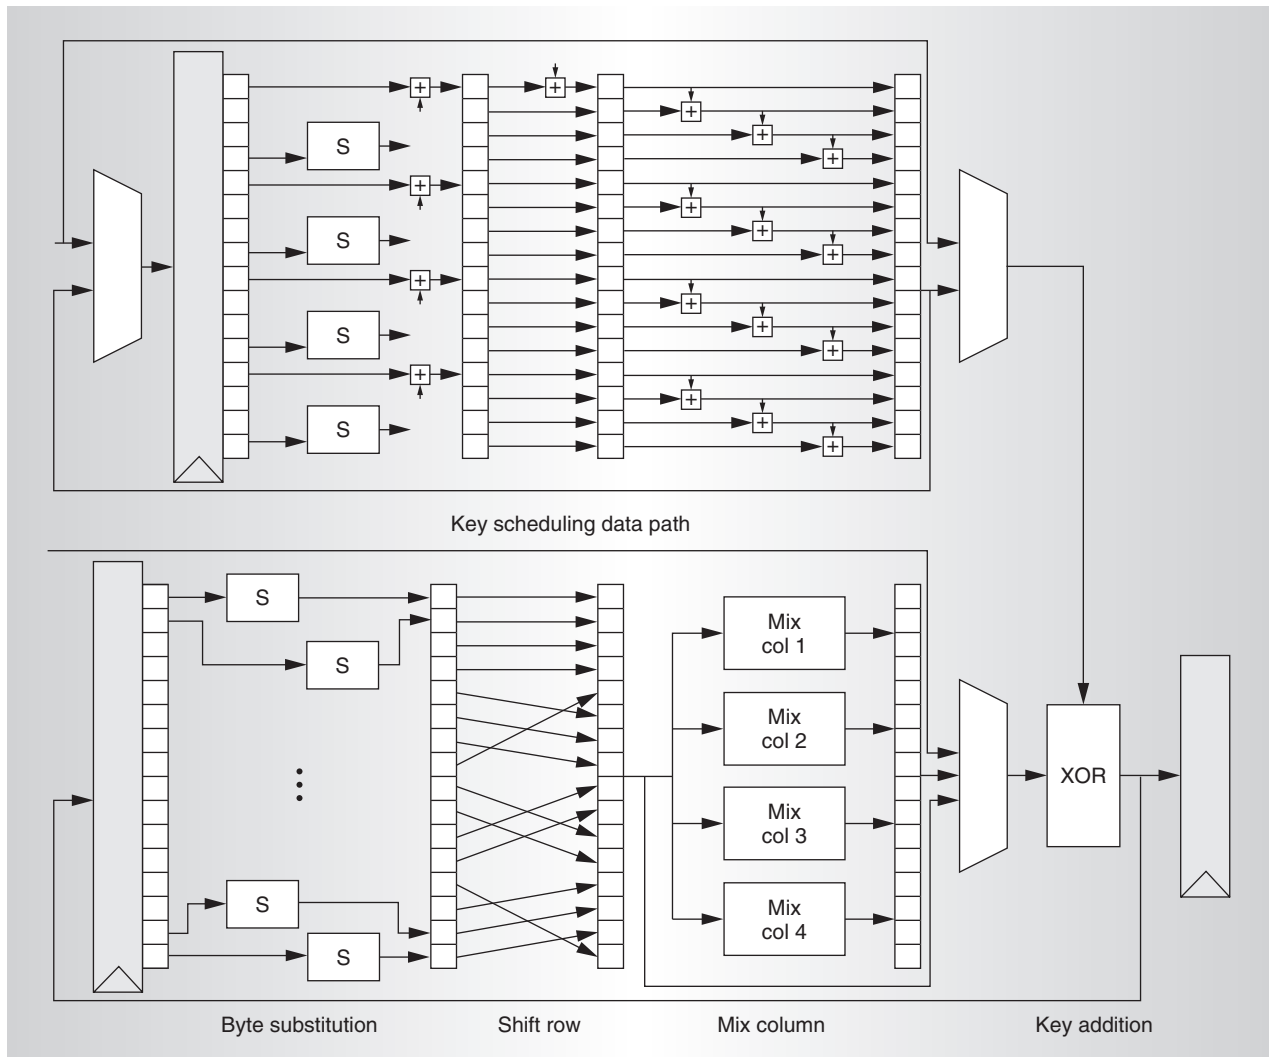 + +
+
S
+
S
+
+ +
+
S
+
+
+ +
+
S
+
+
+ +
+
S
+
Key scheduling data path
S
Mix
col 1
S
Mix
col 2
XOR
Mix
col 3
S
Mix
col 4
S
Byte substitution Shift row Mix column Key addition